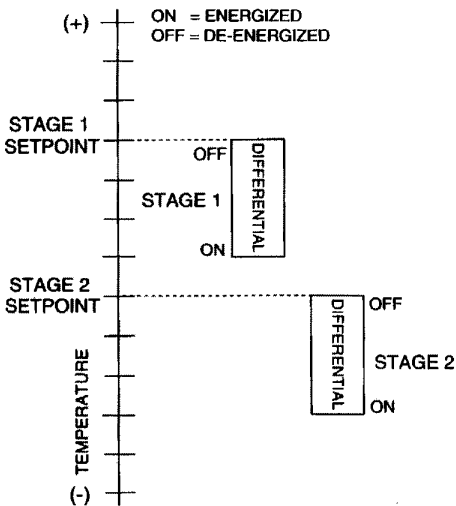 (+)
ON = ENERGIZED
OFF = DE-ENERGIZED
STAGE 1
SETPOINT
OFF
DIFFERENTIAL
STAGE 1
ON
STAGE 2
SETPOINT
DIFFERENTIAL
OFF
STAGE 2
ON
TEMPERATURE
(-)